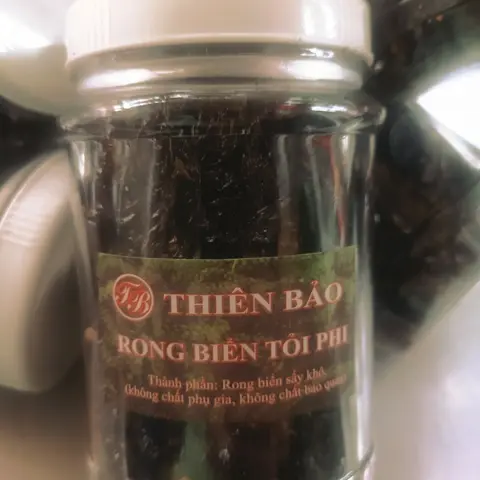 T.B THIÊN BẢO
RONG BIỂN TỎI PHI
Thành phần: Rong biển sấy khô,
(không chất phụ gia, không chất bảo quản)